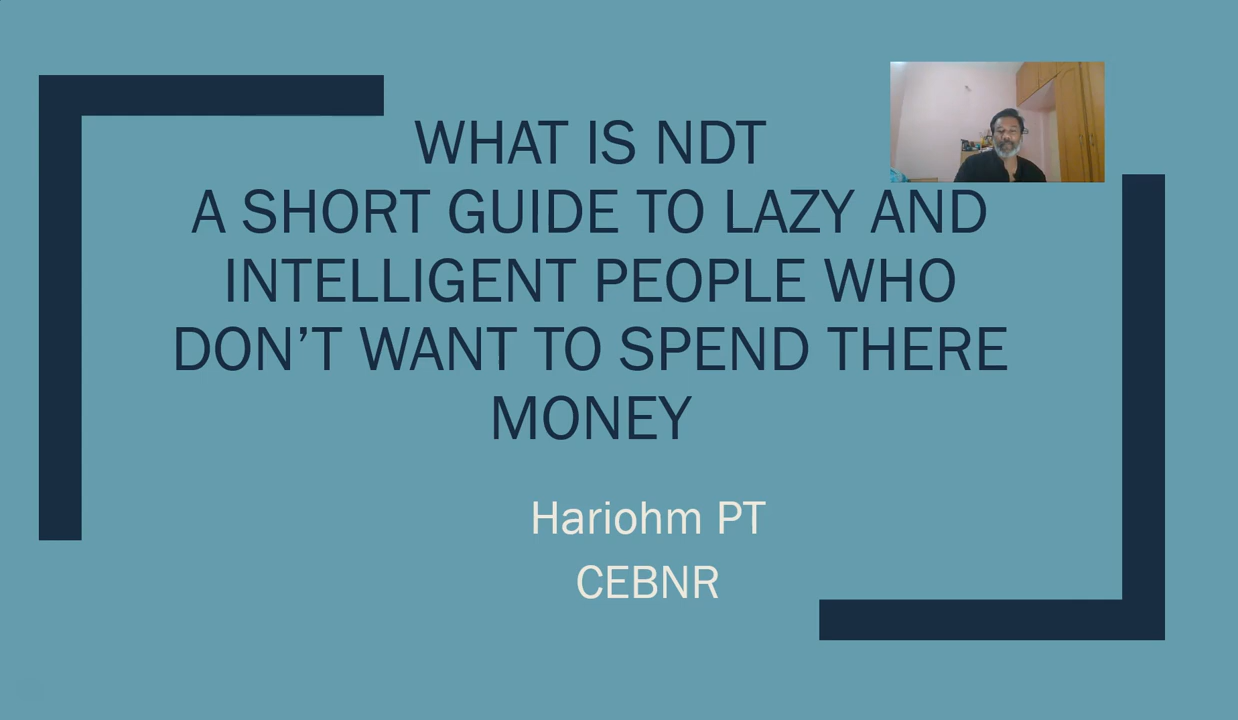 WHAT IS NDT
A SHORT GUIDE TO LAZY AND
INTELLIGENT PEOPLE WHO
DON’T WANT TO SPEND THERE
MONEY
Hariohm PT
CEBNR